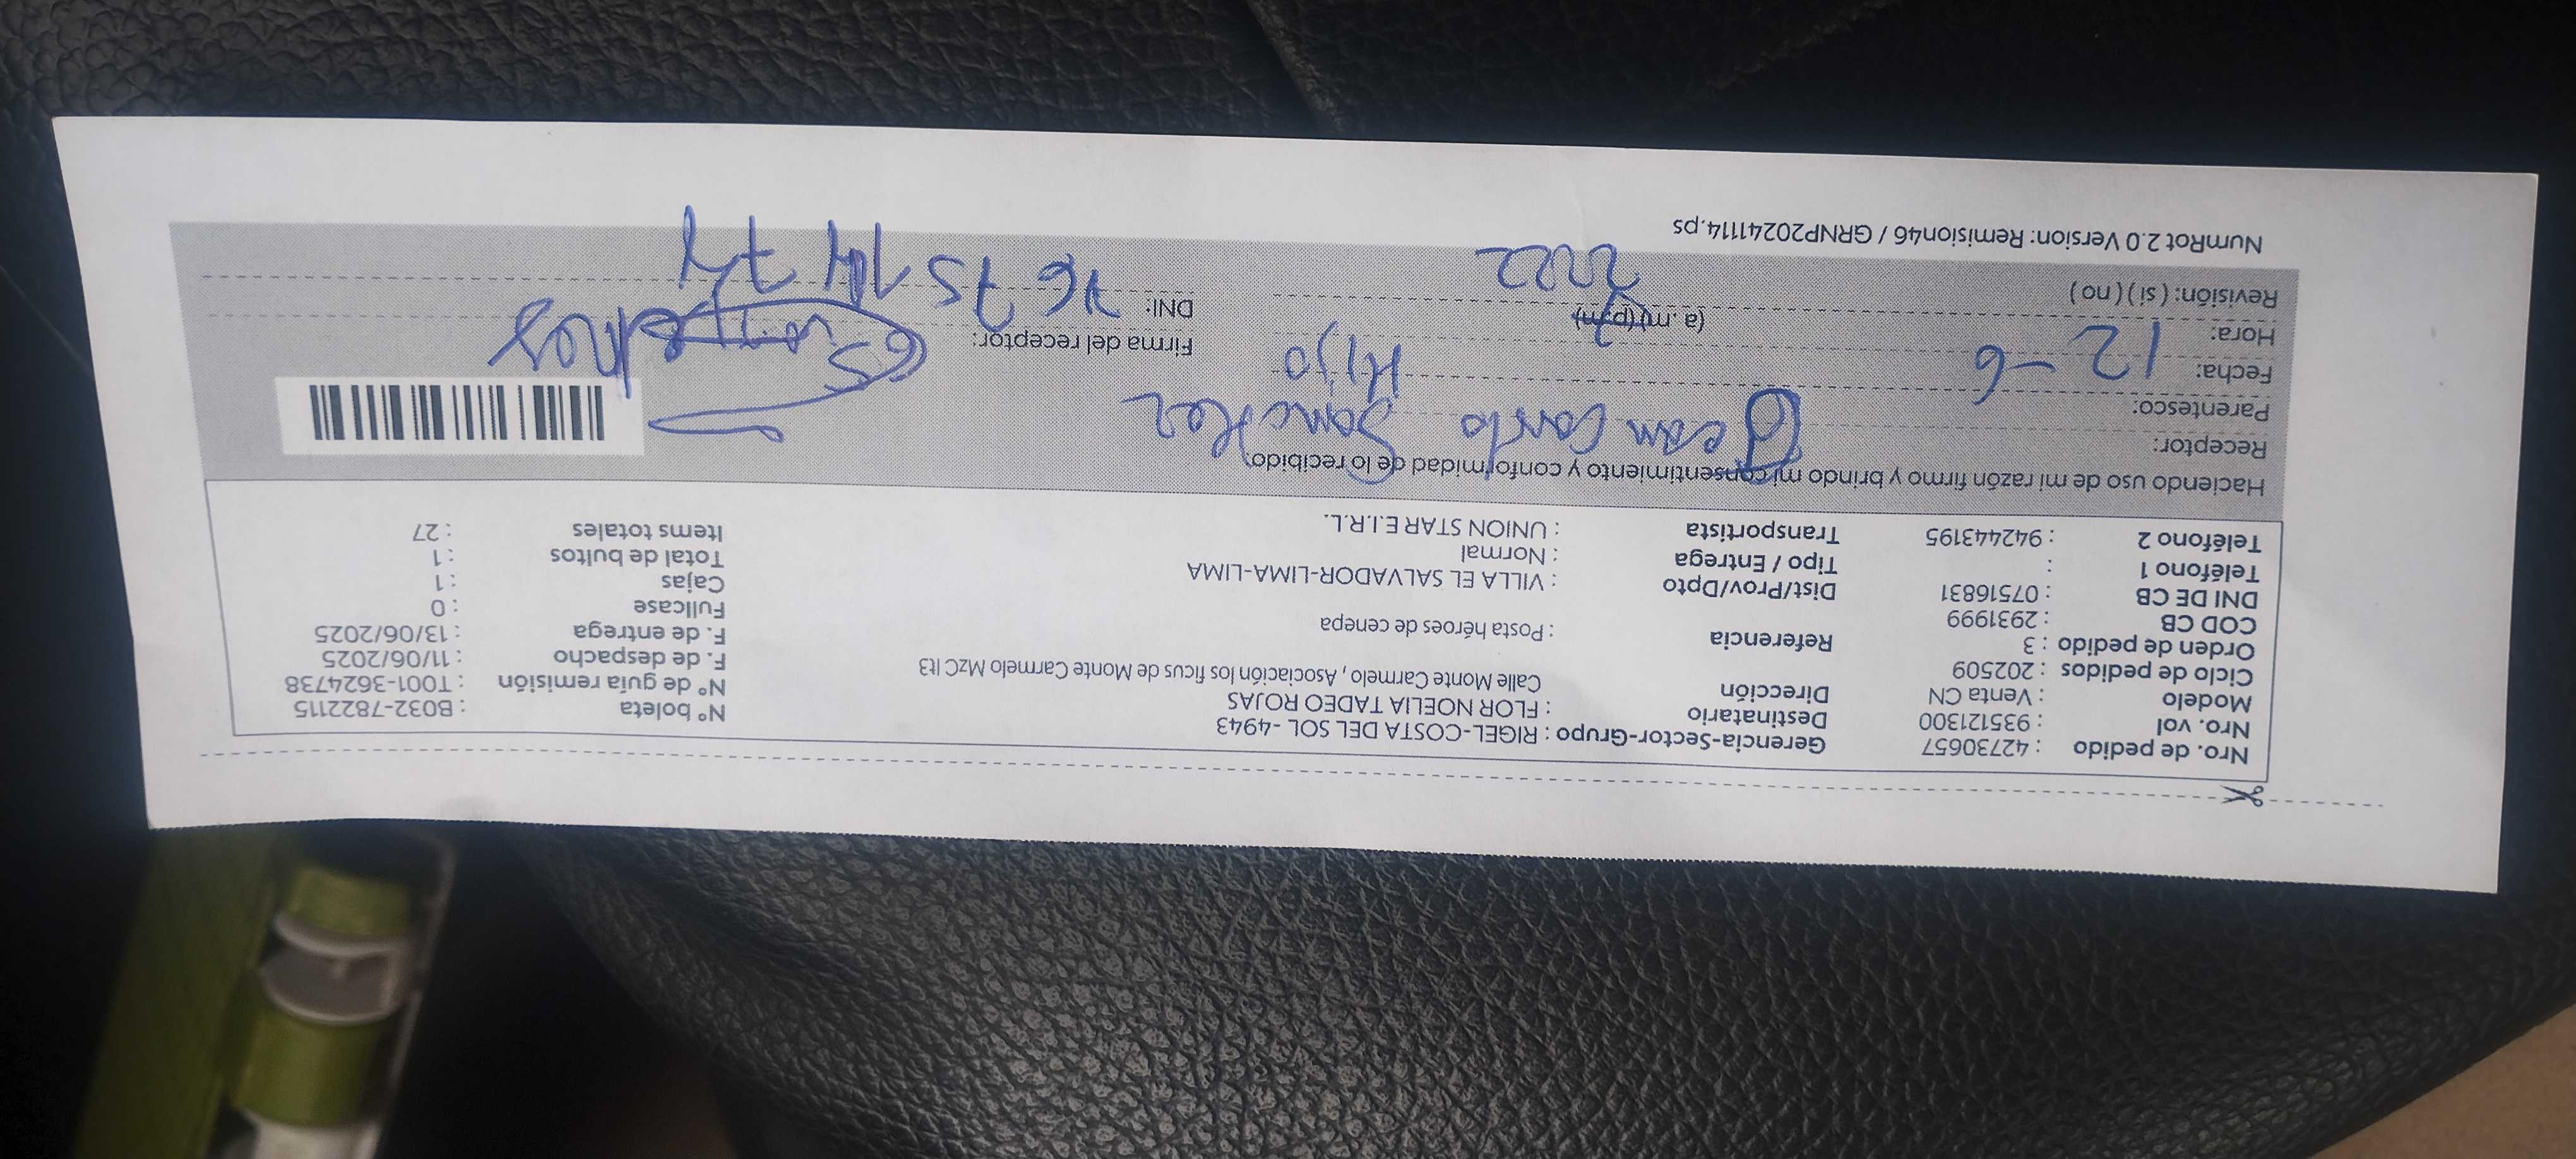 Nro. de pedido : 42730657 Gerencia-Sector-Grupo : RIGEL-COSTA DEL SOL -4943 N° boleta : B032-7822115
Nro. vol : 935121300 Destinatario : FLOR NOELIA TADEO ROJAS N° de guía remisión : T001-3624738
Modelo : Venta CN Dirección Calle Monte Carmelo , Asociación los ficus de Monte Carmelo MzC lt3 F. de despacho : 11/06/2025
Ciclo de pedidos : 202509 F. de entrega : 13/06/2025
Orden de pedido : 3 Referencia : Posta héroes de cenepa Fullcase : 0
COD CB : 2931999 Cajas : 1
DNI DE CB : 07516831 Dist/Prov/Dpto : VILLA EL SALVADOR-LIMA-LIMA Total de bultos : 1
Teléfono 1 : Tipo / Entrega : Normal Items totales : 27
Teléfono 2 : 942443195 Transportista : UNION STAR E.I.R.L.
Haciendo uso de mi razón firmo y brindo mi consentimiento y conformidad de lo recibido.
Receptor: Jean Carlo Sanchez
Parentesco: Hijo
Fecha: 12-6 Firma del receptor:
Hora: (a. m) (p. m) DNI:
Revisión: ( si ) ( no )
NumRot 2.0 Version: Remision46 / GRNP20241114.ps